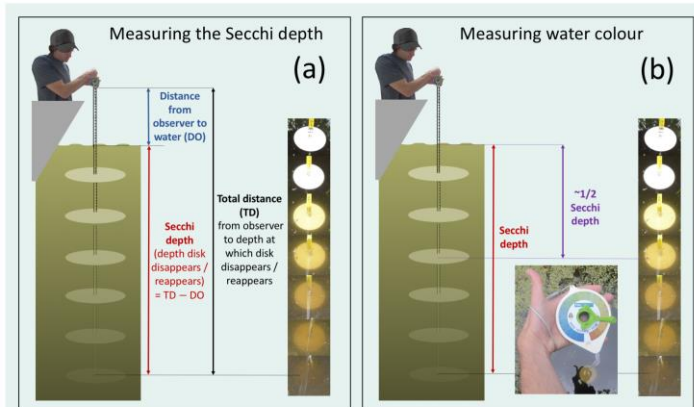 Measuring the Secchi depth
(a)
Distance
from
observer to
water (DO)
Secchi
depth
(depth disk
disappears /
reappears)
= TD − DO
Total distance
(TD)
from observer
to depth at
which disk
disappears /
reappears
Measuring water colour
(b)
Secchi
depth
~1/2
Secchi
depth